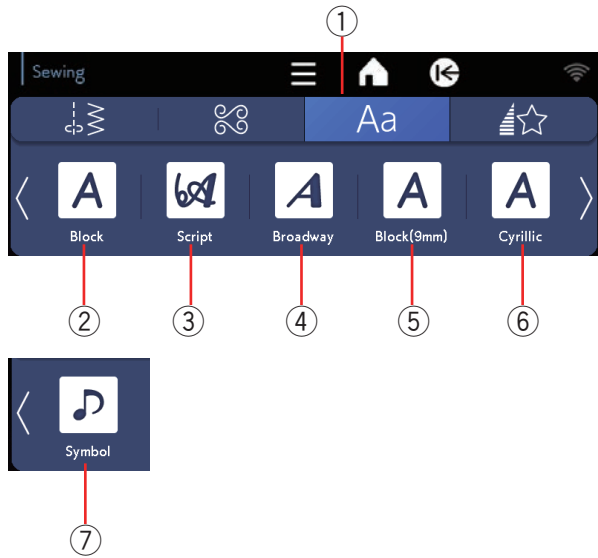 ①
Sewing
Aa
A A A A A
Block Script Broadway Block(9mm) Cyrillic
② ③ ④ ⑤ ⑥
Symbol
⑦